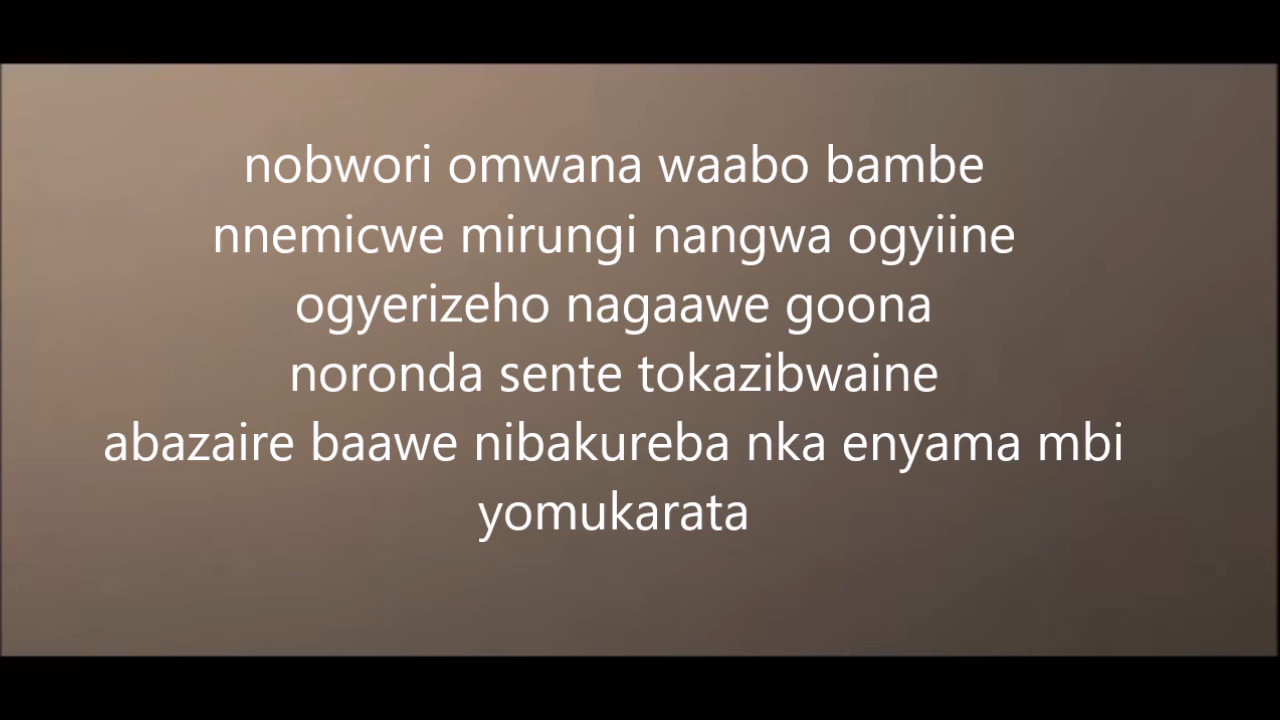 nobwori omwana waabo bambe
nnemicwe mirungi nangwa ogyiine
ogyerizeho nagaawe goona
noronda sente tokazibwaine
abazaire baawe nibakureba nka enyama mbi
yomukarata